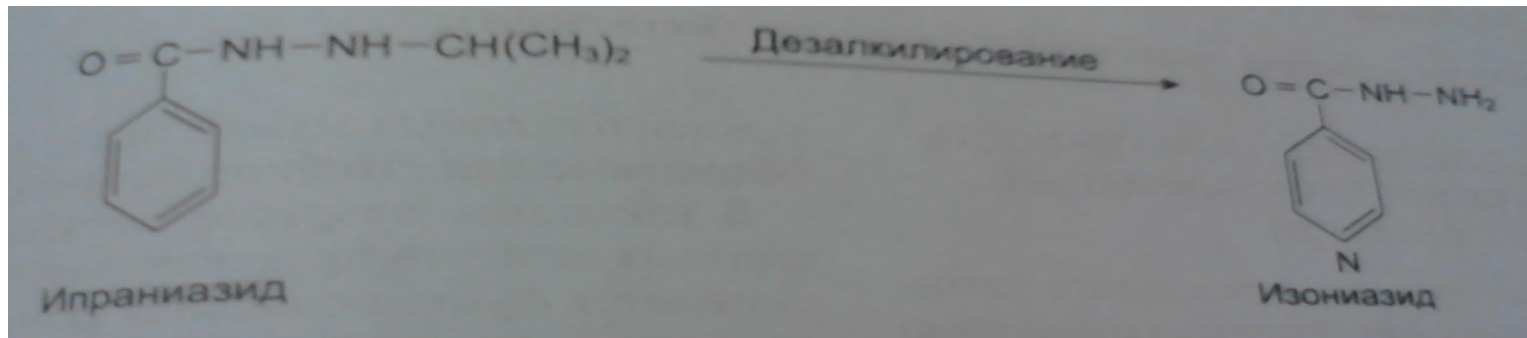 O=C–NH–NH–CH(CH₃)₂
Дезалкилирование
O=C–NH–NH₂
N
Ипраниазид
Изониазид